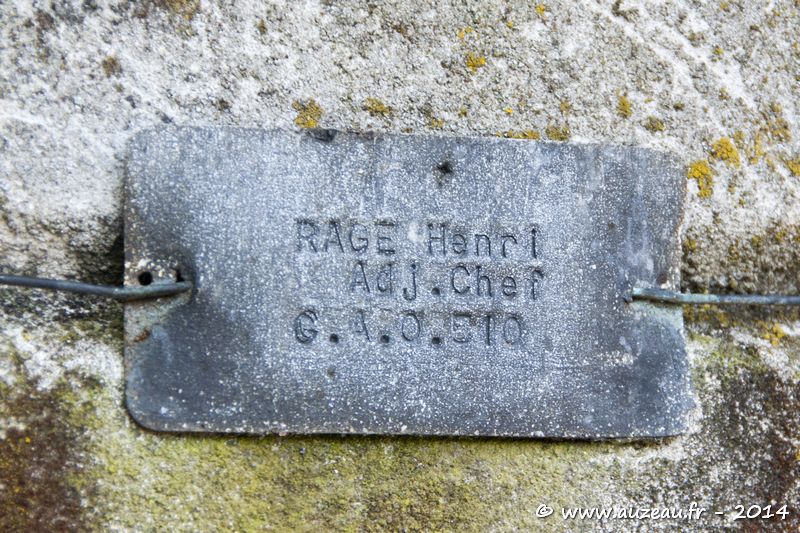 RAGE Henri
Adj.Chef
G.A.O.510
© www.auzeau.fr - 2014